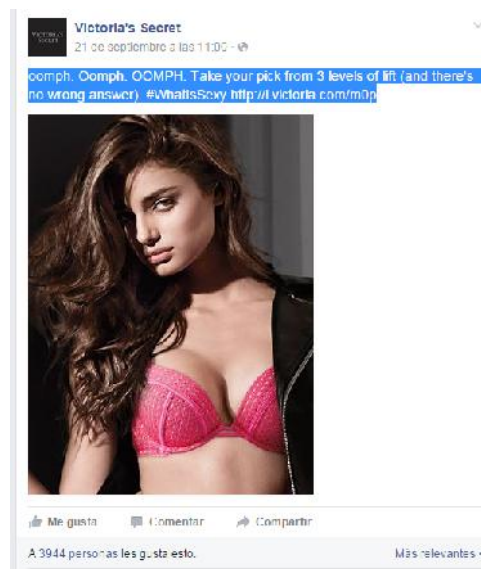 VICTORIA'S
SECRET
Victoria's Secret
21 de septiembre a las 11:00 ·
oomph. Oomph. OOMPH. Take your pick from 3 levels of lift (and there's
no wrong answer). #WhatIsSexy http://i.victoria.com/m0p
Me gusta Comentar Compartir
A 3944 personas les gusta esto.
Más relevantes